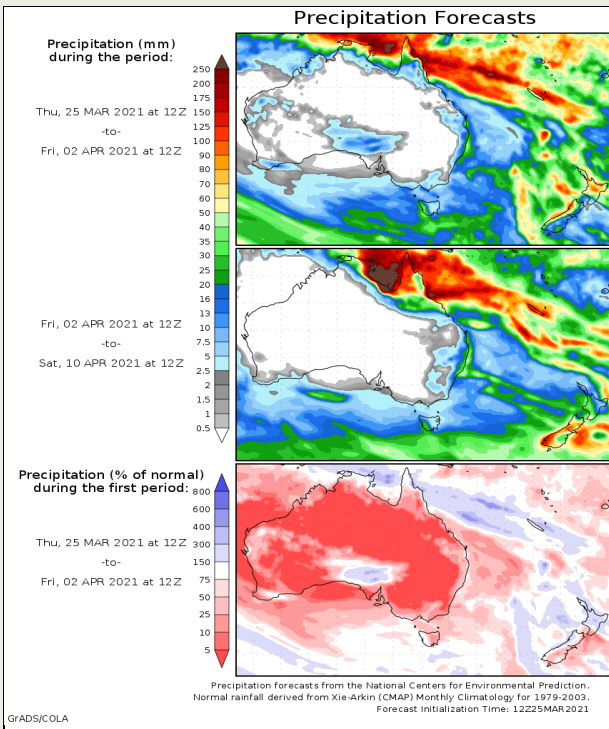 Precipitation Forecasts
Precipitation (mm)
during the period:
Thu, 25 MAR 2021 at 12Z
-to-
Fri, 02 APR 2021 at 12Z
250
200
175
150
125
100
90
80
70
60
50
40
35
30
25
20
16
13
10
7.5
5
2.5
2
1.5
1
0.5
Fri, 02 APR 2021 at 12Z
-to-
Sat, 10 APR 2021 at 12Z
Precipitation (% of normal)
during the first period:
Thu, 25 MAR 2021 at 12Z
-to-
Fri, 02 APR 2021 at 12Z
800
600
400
300
150
75
50
25
10
5
Precipitation forecasts from the National Centers for Environmental Prediction.
Normal rainfall derived from Xie-Arkin (CMAP) Monthly Climatology for 1979-2003.
Forecast Initialization Time: 12Z25MAR2021
GrADS/COLA